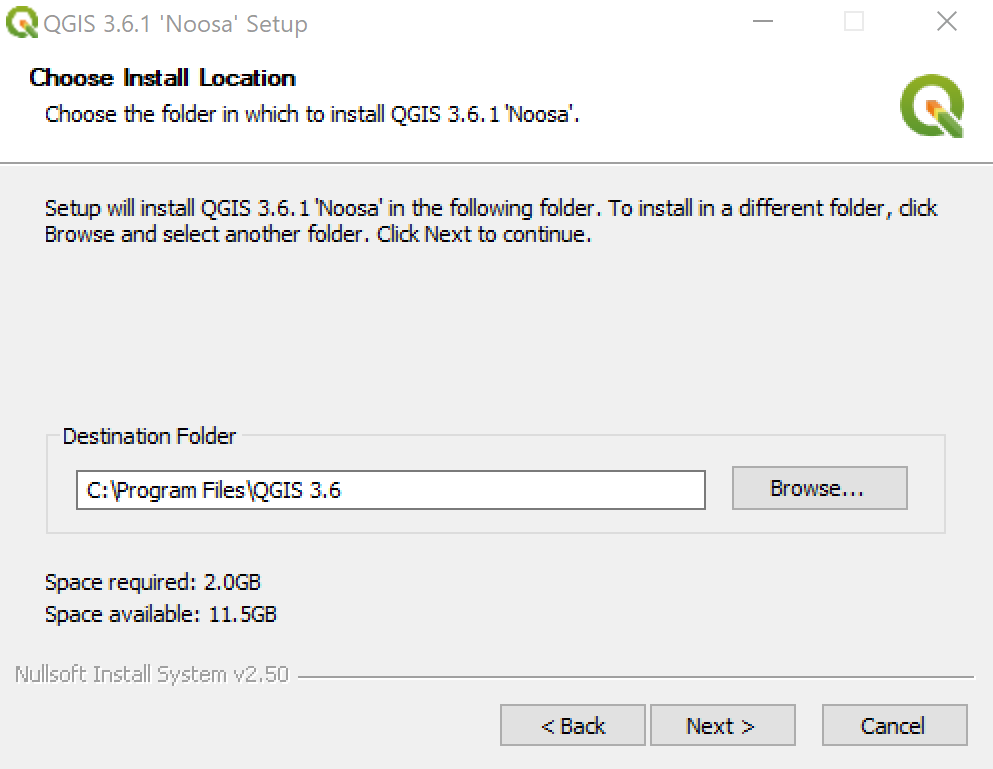 QGIS 3.6.1 'Noosa' Setup
Choose Install Location
Choose the folder in which to install QGIS 3.6.1 'Noosa'.
Setup will install QGIS 3.6.1 'Noosa' in the following folder. To install in a different folder, click
Browse and select another folder. Click Next to continue.
Destination Folder
C:\Program Files\QGIS 3.6
Browse...
Space required: 2.0GB
Space available: 11.5GB
Nullsoft Install System v2.50
< Back
Next >
Cancel